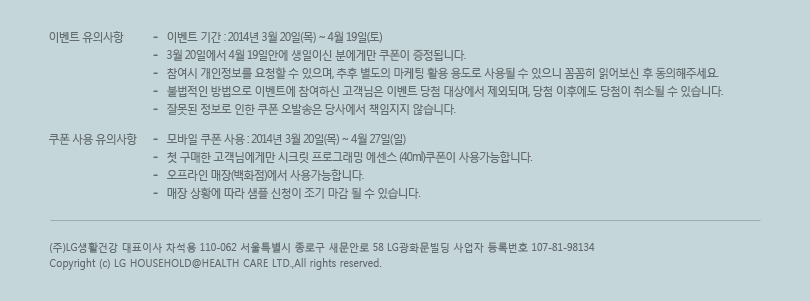 이벤트 유의사항 - 이벤트 기간 : 2014년 3월 20일(목) ~ 4월 19일(토)
- 3월 20일에서 4월 19일안에 생일이신 분에게만 쿠폰이 증정됩니다.
- 참여시 개인정보를 요청할 수 있으며, 추후 별도의 마케팅 활용 용도로 사용될 수 있으니 꼼꼼히 읽어보신 후 동의해주세요.
- 불법적인 방법으로 이벤트에 참여하신 고객님은 이벤트 당첨 대상에서 제외되며, 당첨 이후에도 당첨이 취소될 수 있습니다.
- 잘못된 정보로 인한 쿠폰 오발송은 당사에서 책임지지 않습니다.
쿠폰 사용 유의사항 - 모바일 쿠폰 사용 : 2014년 3월 20일(목) ~ 4월 27일(일)
- 첫 구매한 고객님에게만 시크릿 프로그래밍 에센스 (40ml)쿠폰이 사용가능합니다.
- 오프라인 매장(백화점)에서 사용가능합니다.
- 매장 상황에 따라 샘플 신청이 조기 마감 될 수 있습니다.
(주)LG생활건강 대표이사 차석용 110-062 서울특별시 종로구 새문안로 58 LG광화문빌딩 사업자 등록번호 107-81-98134
Copyright (c) LG HOUSEHOLD@HEALTH CARE LTD.,All rights reserved.